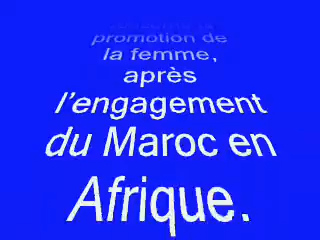 promotion de
la femme,
après
l'engagement
du Maroc en
Afrique.